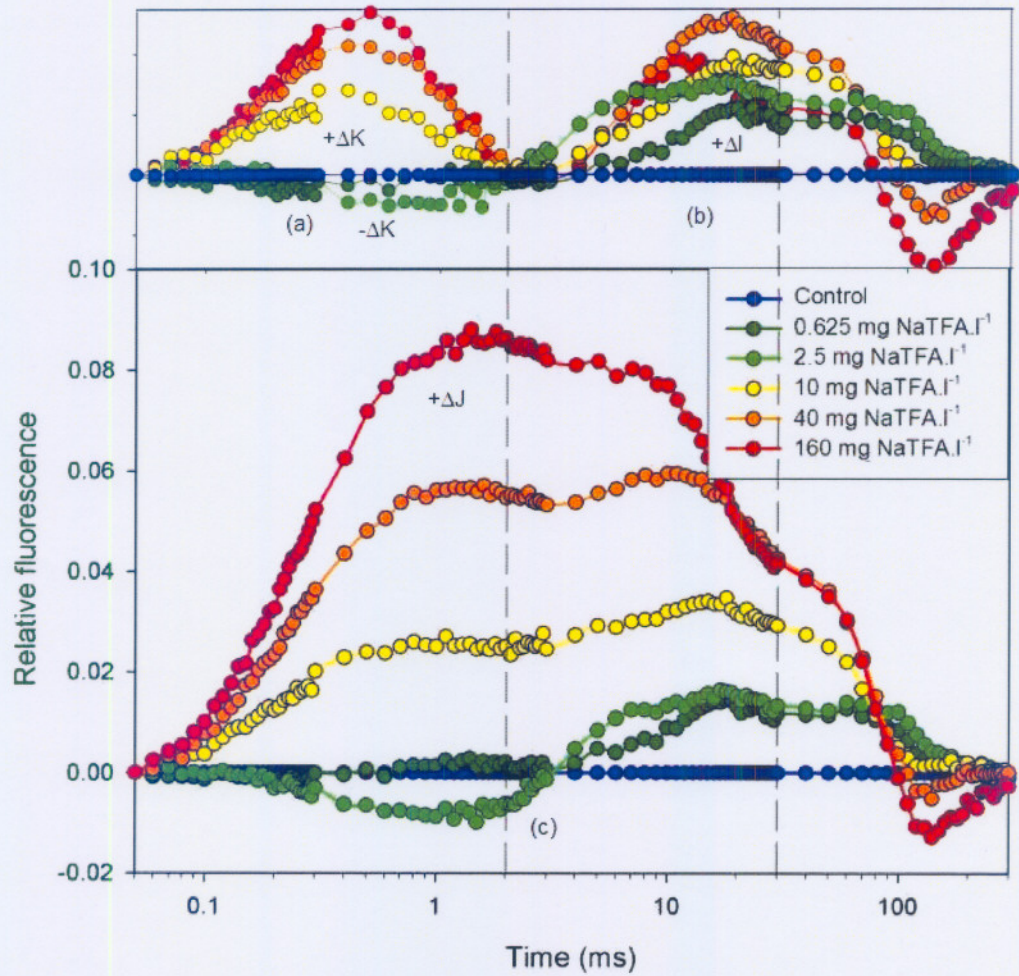 +ΔK
+ΔI
(a)
(b)
-ΔK
0.10
Control
0.625 mg NaTFA.l⁻¹
2.5 mg NaTFA.l⁻¹
10 mg NaTFA.l⁻¹
40 mg NaTFA.l⁻¹
160 mg NaTFA.l⁻¹
0.08
+ΔJ
0.06
Relative fluorescence
0.04
0.02
0.00
(c)
-0.02
0.1
1
10
100
Time (ms)